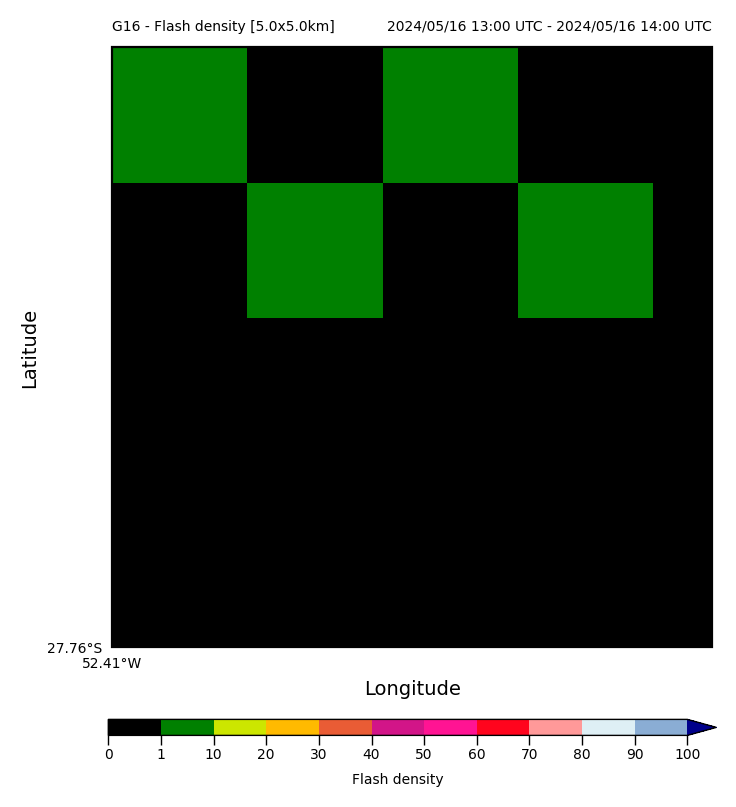 G16 - Flash density [5.0x5.0km] 2024/05/16 13:00 UTC - 2024/05/16 14:00 UTC
Latitude
27.76°S
52.41°W
Longitude
0 1 10 20 30 40 50 60 70 80 90 100
Flash density